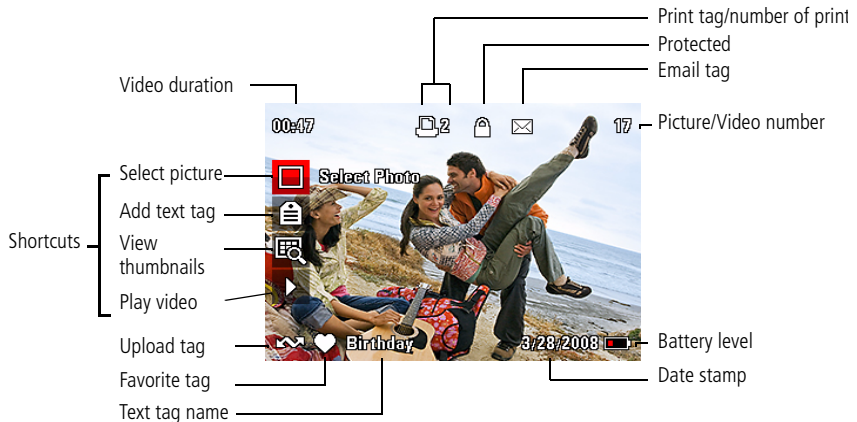 Print tag/number of print
Protected
Email tag
Video duration
00:47
2
17
Picture/Video number
Select picture
Select Photo
Add text tag
Shortcuts
View
thumbnails
Play video
Upload tag
Birthday
3/28/2008
Battery level
Favorite tag
Date stamp
Text tag name